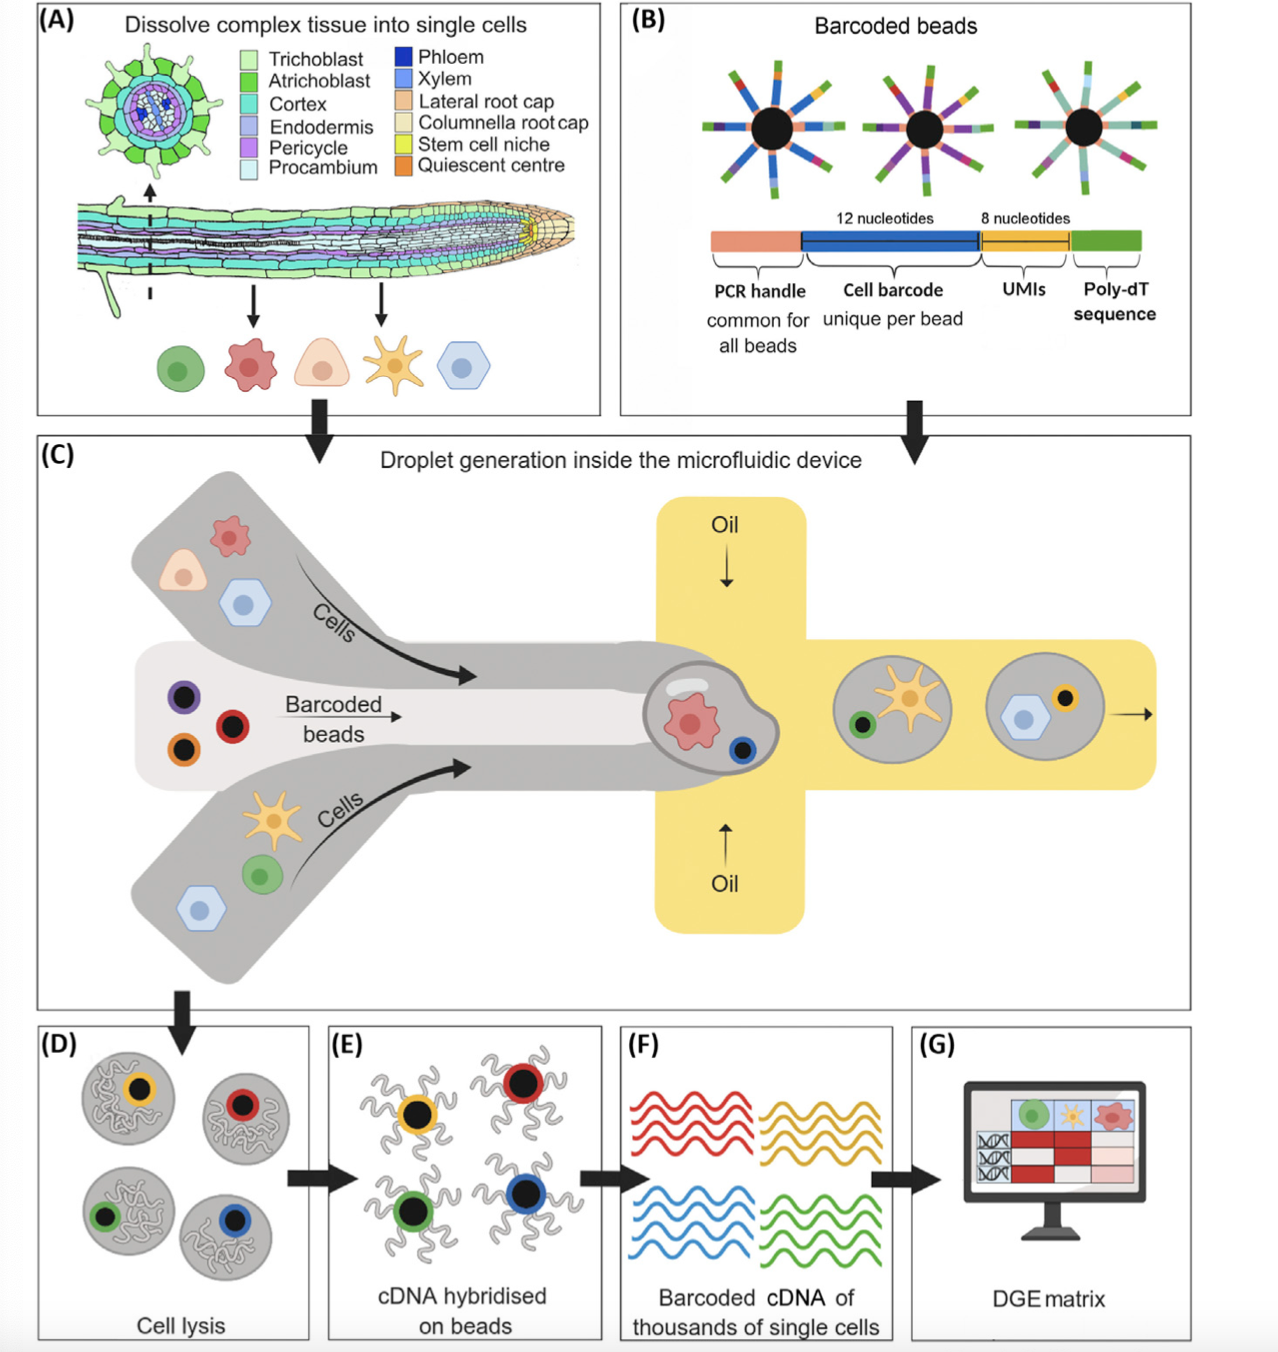 (A)
Dissolve complex tissue into single cells
Trichoblast
Atrichoblast
Cortex
Endodermis
Pericycle
Procambium
Phloem
Xylem
Lateral root cap
Columnella root cap
Stem cell niche
Quiescent centre
(B)
Barcoded beads
12 nucleotides
8 nucleotides
PCR handle
common for
all beads
Cell barcode
unique per bead
UMIs
Poly-dT
sequence
(C)
Droplet generation inside the microfluidic device
Oil
Cells
Barcoded
beads
Cells
Oil
(D)
Cell lysis
(E)
cDNA hybridised
on beads
(F)
Barcoded cDNA of
thousands of single cells
(G)
DGE matrix